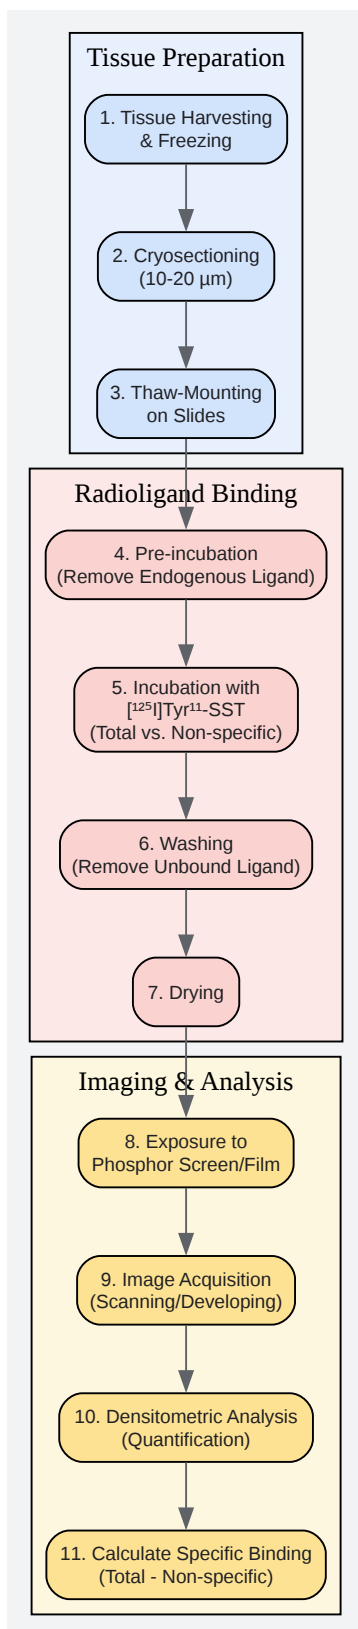 Tissue Preparation
1. Tissue Harvesting
& Freezing
2. Cryosectioning
(10-20 µm)
3. Thaw-Mounting
on Slides
Radioligand Binding
4. Pre-incubation
(Remove Endogenous Ligand)
5. Incubation with
[¹²⁵I]Tyr¹¹-SST
(Total vs. Non-specific)
6. Washing
(Remove Unbound Ligand)
7. Drying
Imaging & Analysis
8. Exposure to
Phosphor Screen/Film
9. Image Acquisition
(Scanning/Developing)
10. Densitometric Analysis
(Quantification)
11. Calculate Specific Binding
(Total - Non-specific)